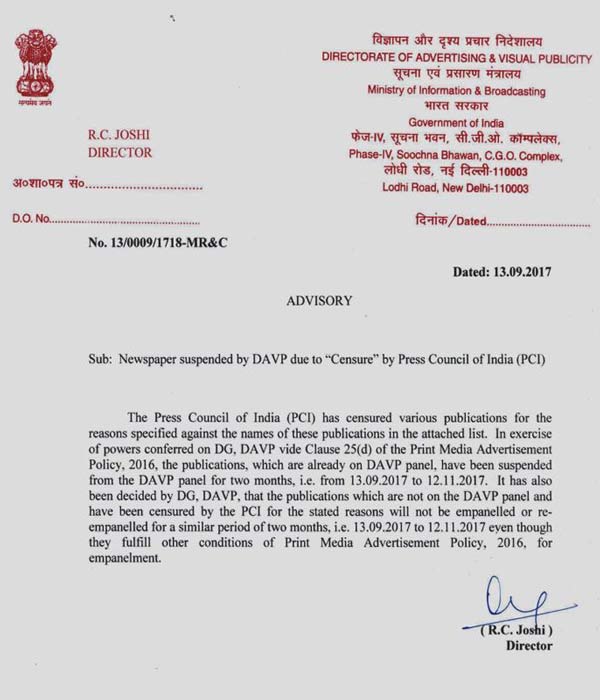 सत्यमेव जयते
विज्ञापन और दृश्य प्रचार निदेशालय
DIRECTORATE OF ADVERTISING & VISUAL PUBLICITY
सूचना एवं प्रसारण मंत्रालय
Ministry of Information & Broadcasting
भारत सरकार
Government of India
फेज-IV, सूचना भवन, सी.जी.ओ. कॉम्पलेक्स,
Phase-IV, Soochna Bhawan, C.G.O. Complex,
लोधी रोड, नई दिल्ली-110003
Lodhi Road, New Delhi-110003
R.C. JOSHI
DIRECTOR
अ०शा०पत्र सं०..............................
D.O. No.......................................
दिनांक/Dated..........................
No. 13/0009/1718-MR&C
Dated: 13.09.2017
ADVISORY
Sub: Newspaper suspended by DAVP due to “Censure” by Press Council of India (PCI)
The Press Council of India (PCI) has censured various publications for the
reasons specified against the names of these publications in the attached list. In exercise
of powers conferred on DG, DAVP vide Clause 25(d) of the Print Media Advertisement
Policy, 2016, the publications, which are already on DAVP panel, have been suspended
from the DAVP panel for two months, i.e. from 13.09.2017 to 12.11.2017. It has also
been decided by DG, DAVP, that the publications which are not on the DAVP panel and
have been censured by the PCI for the stated reasons will not be empanelled or re-
empanelled for a similar period of two months, i.e. 13.09.2017 to 12.11.2017 even though
they fulfill other conditions of Print Media Advertisement Policy, 2016, for
empanelment.
( R.C. Joshi )
Director